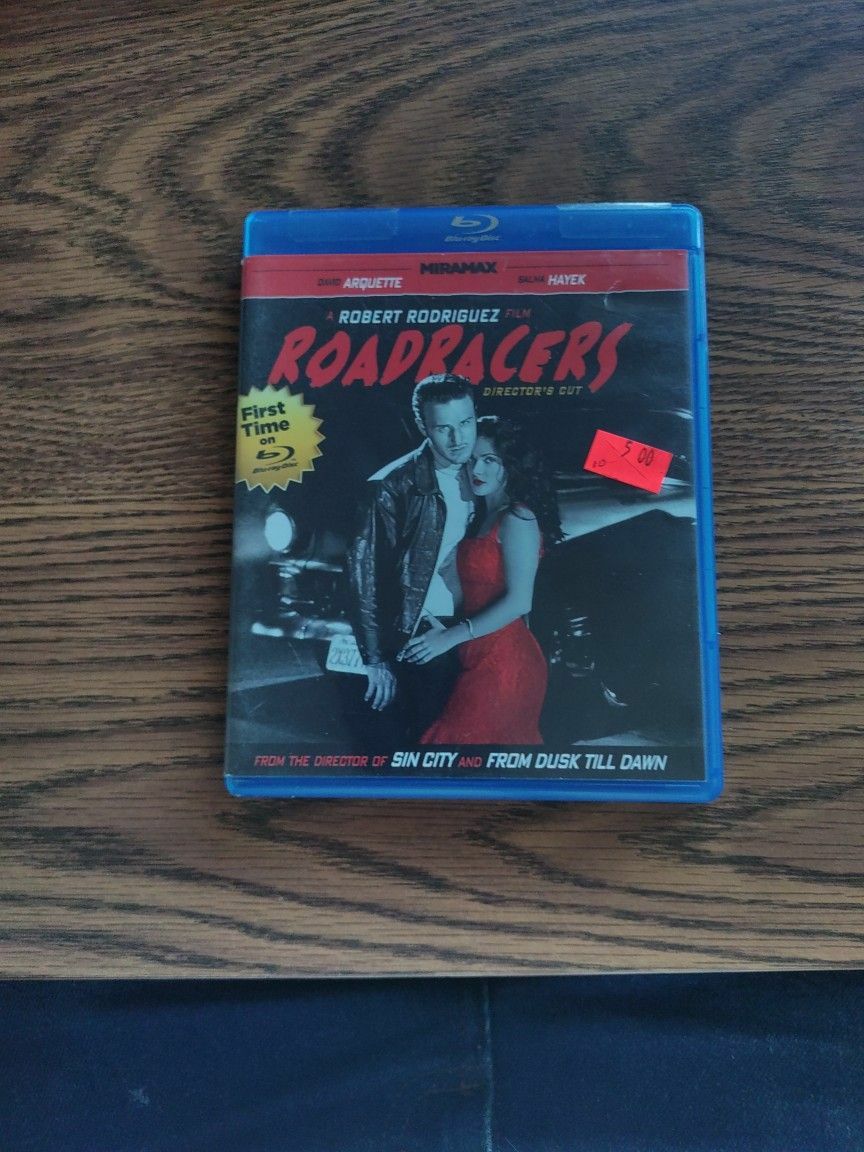 Blu-ray Disc
MIRAMAX
DAVID ARQUETTE SALMA HAYEK
A ROBERT RODRIGUEZ FILM
ROADRACERS
DIRECTOR'S CUT
First
Time
on
Blu-ray Disc
5 00
FROM THE DIRECTOR OF SIN CITY AND FROM DUSK TILL DAWN